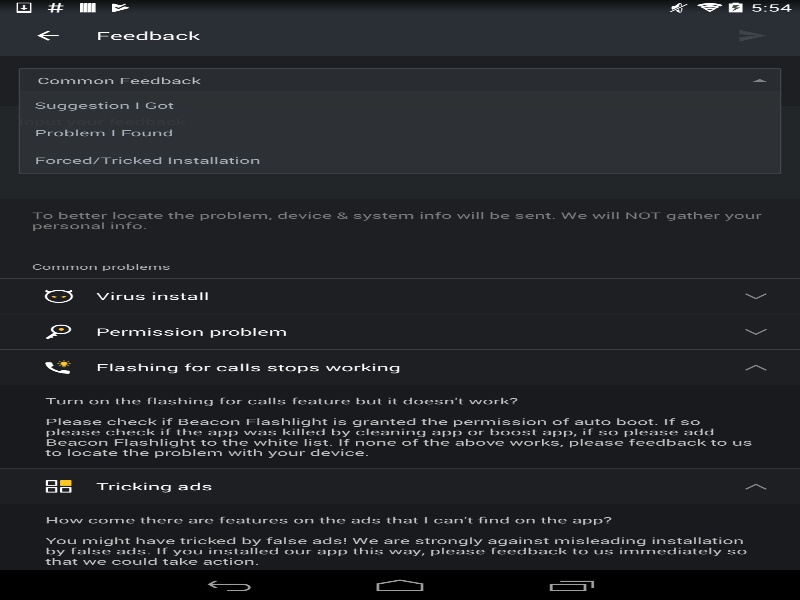 5:54
Feedback
Common Feedback
Suggestion I Got
Input your feedback
Problem I Found
Forced/Tricked Installation
To better locate the problem, device & system info will be sent. We will NOT gather your
personal info.
Common problems
Virus install
Permission problem
Flashing for calls stops working
Turn on the flashing for calls feature but it doesn't work?
Please check if Beacon Flashlight is granted the permission of auto boot. If so
please check if the app was killed by cleaning app or boost app, if so please add
Beacon Flashlight to the white list. If none of the above works, please feedback to us
to locate the problem with your device.
Tricking ads
How come there are features on the ads that I can't find on the app?
You might have tricked by false ads! We are strongly against misleading installation
by false ads. If you installed our app this way, please feedback to us immediately so
that we could take action.